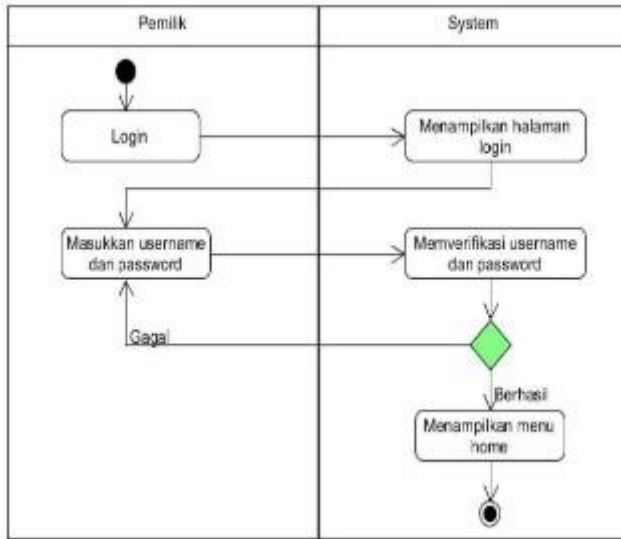 Pemilik
System
Login
Menampilkan halaman
login
Masukkan username
dan password
Memverifikasi username
dan password
Gagal
Berhasil
Menampilkan menu
home